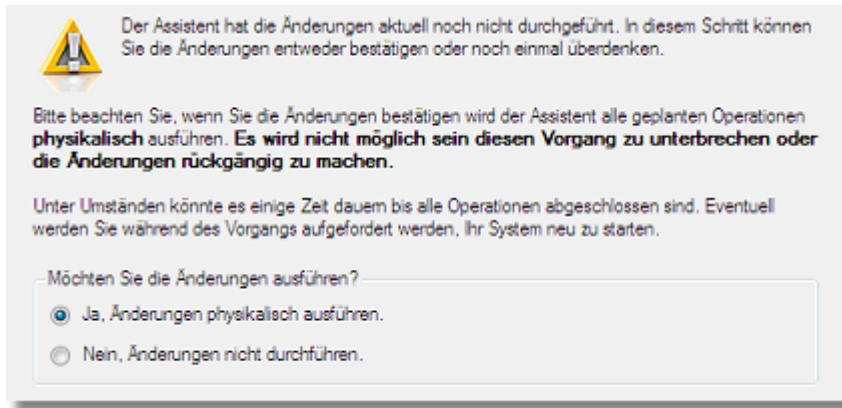 Der Assistent hat die Änderungen aktuell noch nicht durchgeführt. In diesem Schritt können
Sie die Änderungen entweder bestätigen oder noch einmal überdenken.
Bitte beachten Sie, wenn Sie die Änderungen bestätigen wird der Assistent alle geplanten Operationen
physikalisch ausführen. Es wird nicht möglich sein diesen Vorgang zu unterbrechen oder
die Änderungen rückgängig zu machen.
Unter Umständen könnte es einige Zeit dauern bis alle Operationen abgeschlossen sind. Eventuell
werden Sie während des Vorgangs aufgefordert werden, Ihr System neu zu starten.
Möchten Sie die Änderungen ausführen?
Ja, Änderungen physikalisch ausführen.
Nein, Änderungen nicht durchführen.